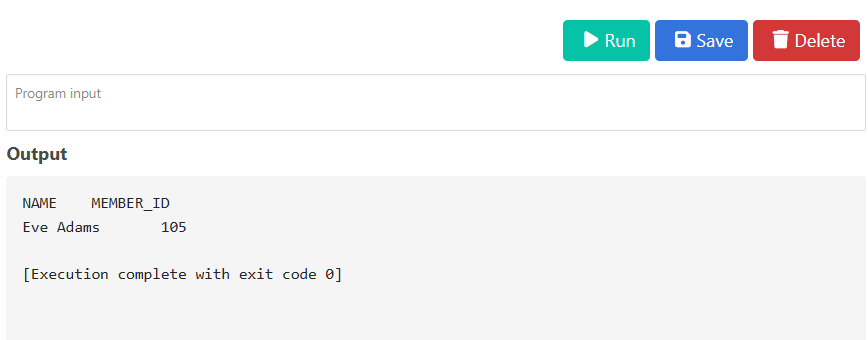 Run Save Delete
Program input
Output
NAME    MEMBER_ID
Eve Adams       105
[Execution complete with exit code 0]